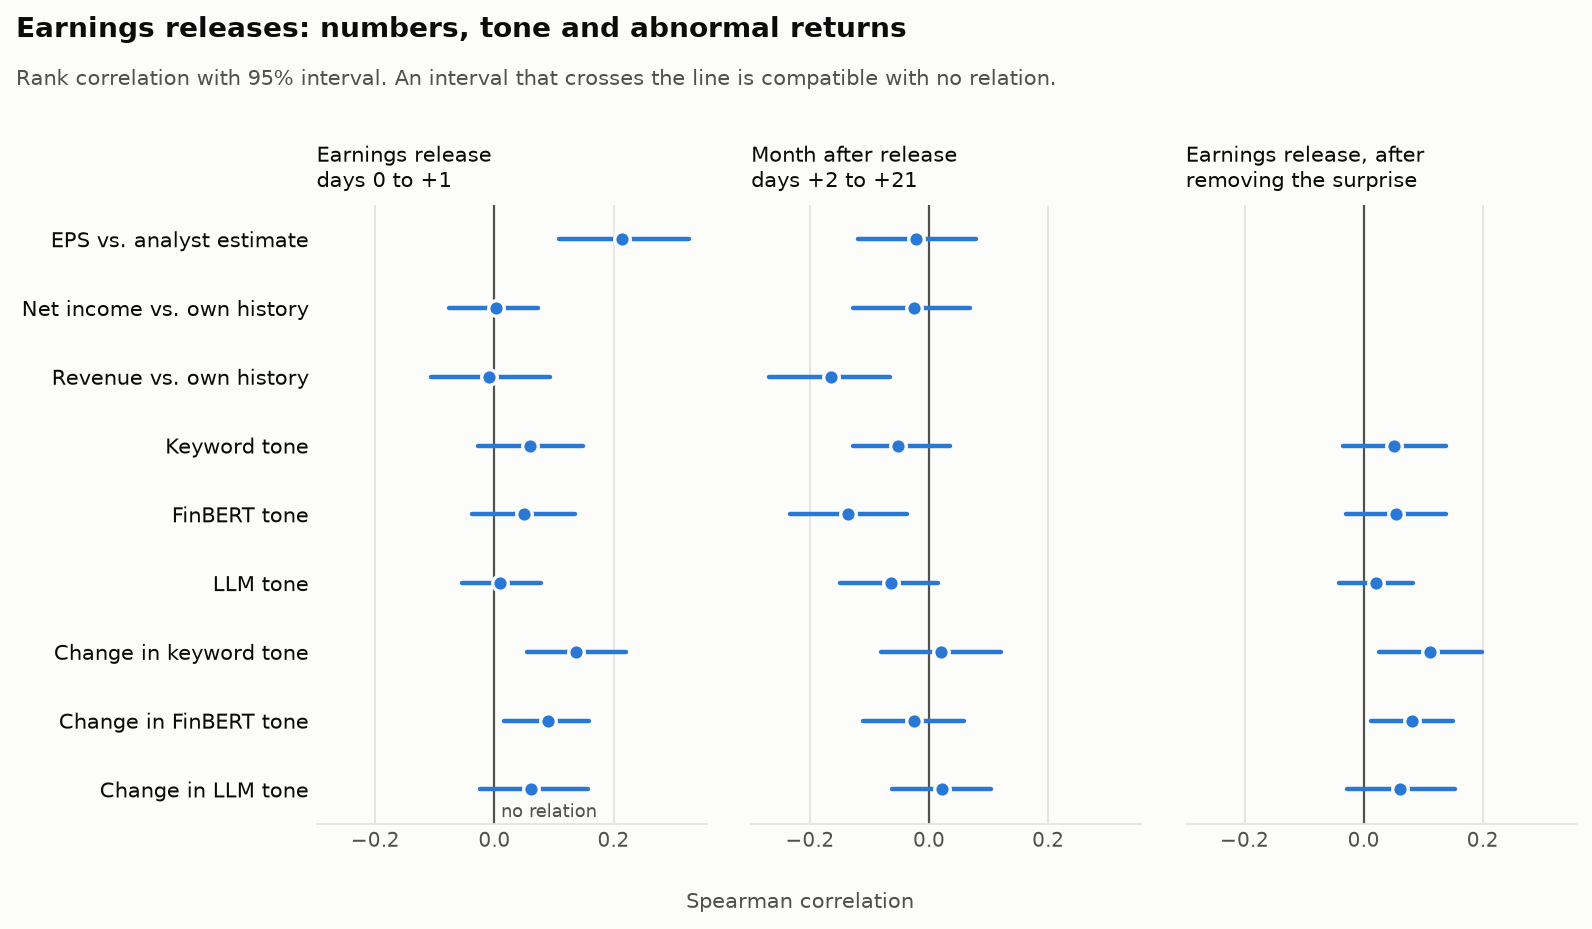 Earnings releases: numbers, tone and abnormal returns
Rank correlation with 95% interval. An interval that crosses the line is compatible with no relation.
Earnings release
days 0 to +1
Month after release
days +2 to +21
Earnings release, after
removing the surprise
EPS vs. analyst estimate
Net income vs. own history
Revenue vs. own history
Keyword tone
FinBERT tone
LLM tone
Change in keyword tone
Change in FinBERT tone
Change in LLM tone
no relation
−0.2 0.0 0.2
−0.2 0.0 0.2
−0.2 0.0 0.2
Spearman correlation